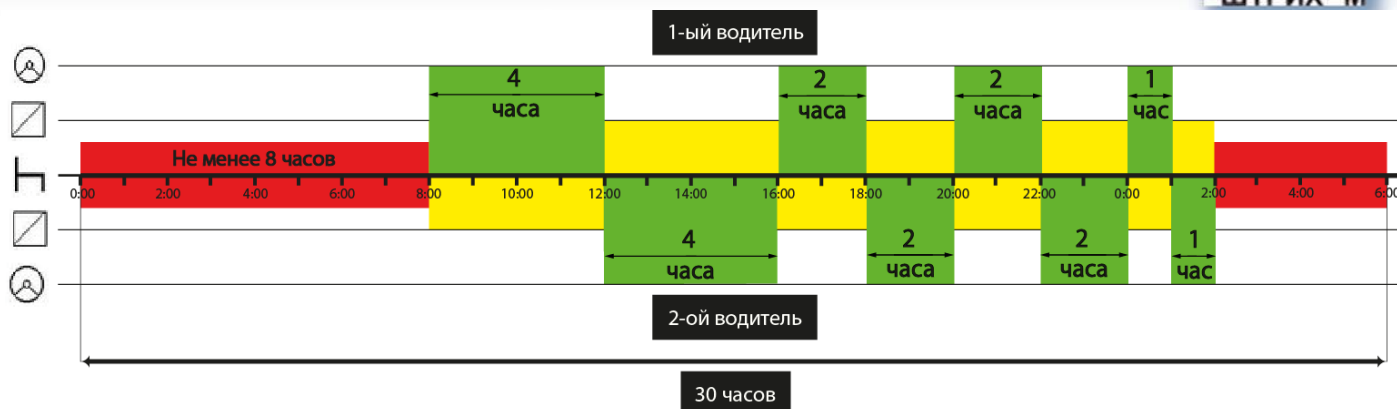 ШТРИХ-М
1-ый водитель
4
часа
2
часа
2
часа
1
час
Не менее 8 часов
0:00 2:00 4:00 6:00 8:00 10:00 12:00 14:00 16:00 18:00 20:00 22:00 0:00 2:00 4:00 6:00
4
часа
2
часа
2
часа
1
час
2-ой водитель
30 часов